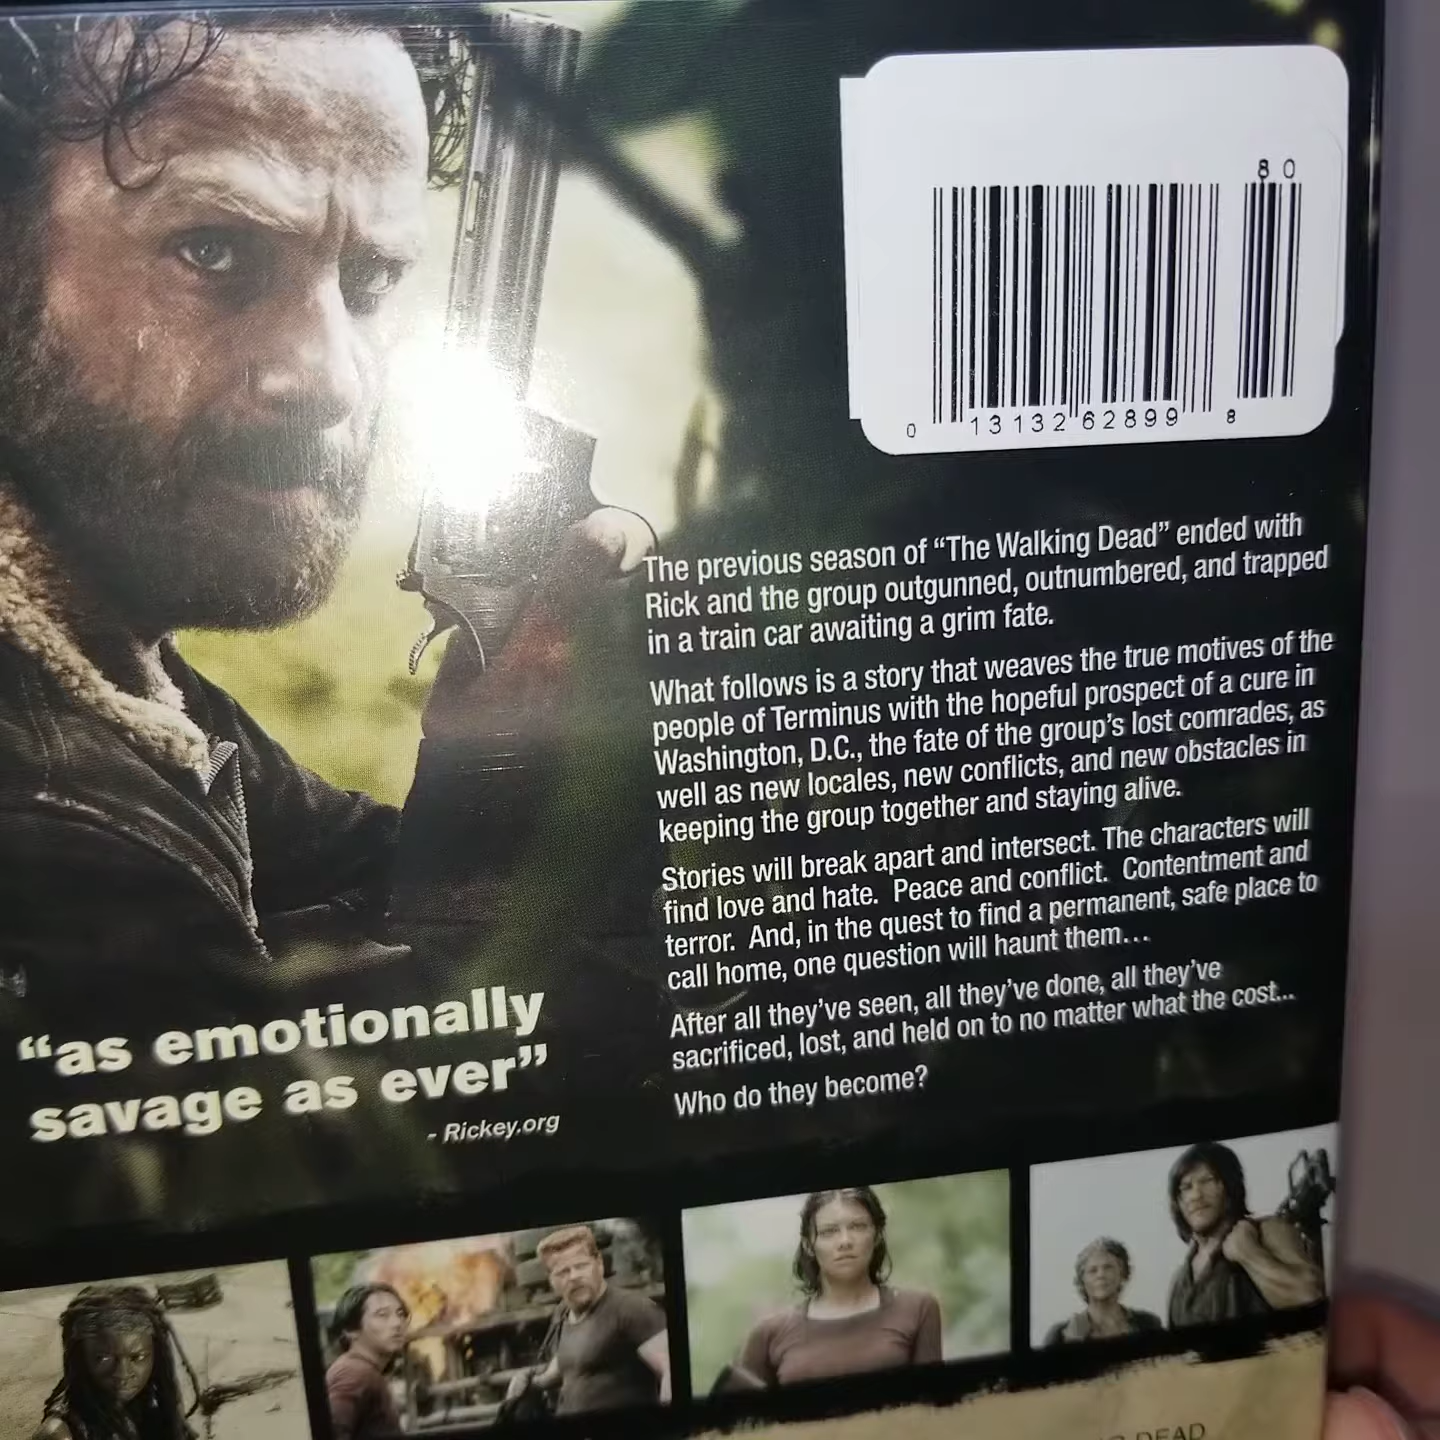 80
0 13132 62899 8
The previous season of “The Walking Dead” ended with
Rick and the group outgunned, outnumbered, and trapped
in a train car awaiting a grim fate.
What follows is a story that weaves the true motives of the
people of Terminus with the hopeful prospect of a cure in
Washington, D.C., the fate of the group’s lost comrades, as
well as new locales, new conflicts, and new obstacles in
keeping the group together and staying alive.
Stories will break apart and intersect. The characters will
find love and hate.  Peace and conflict.  Contentment and
terror.  And, in the quest to find a permanent, safe place to
call home, one question will haunt them…
After all they’ve seen, all they’ve done, all they’ve
sacrificed, lost, and held on to no matter what the cost...
Who do they become?
“as emotionally
savage as ever”
- Rickey.org
DEAD